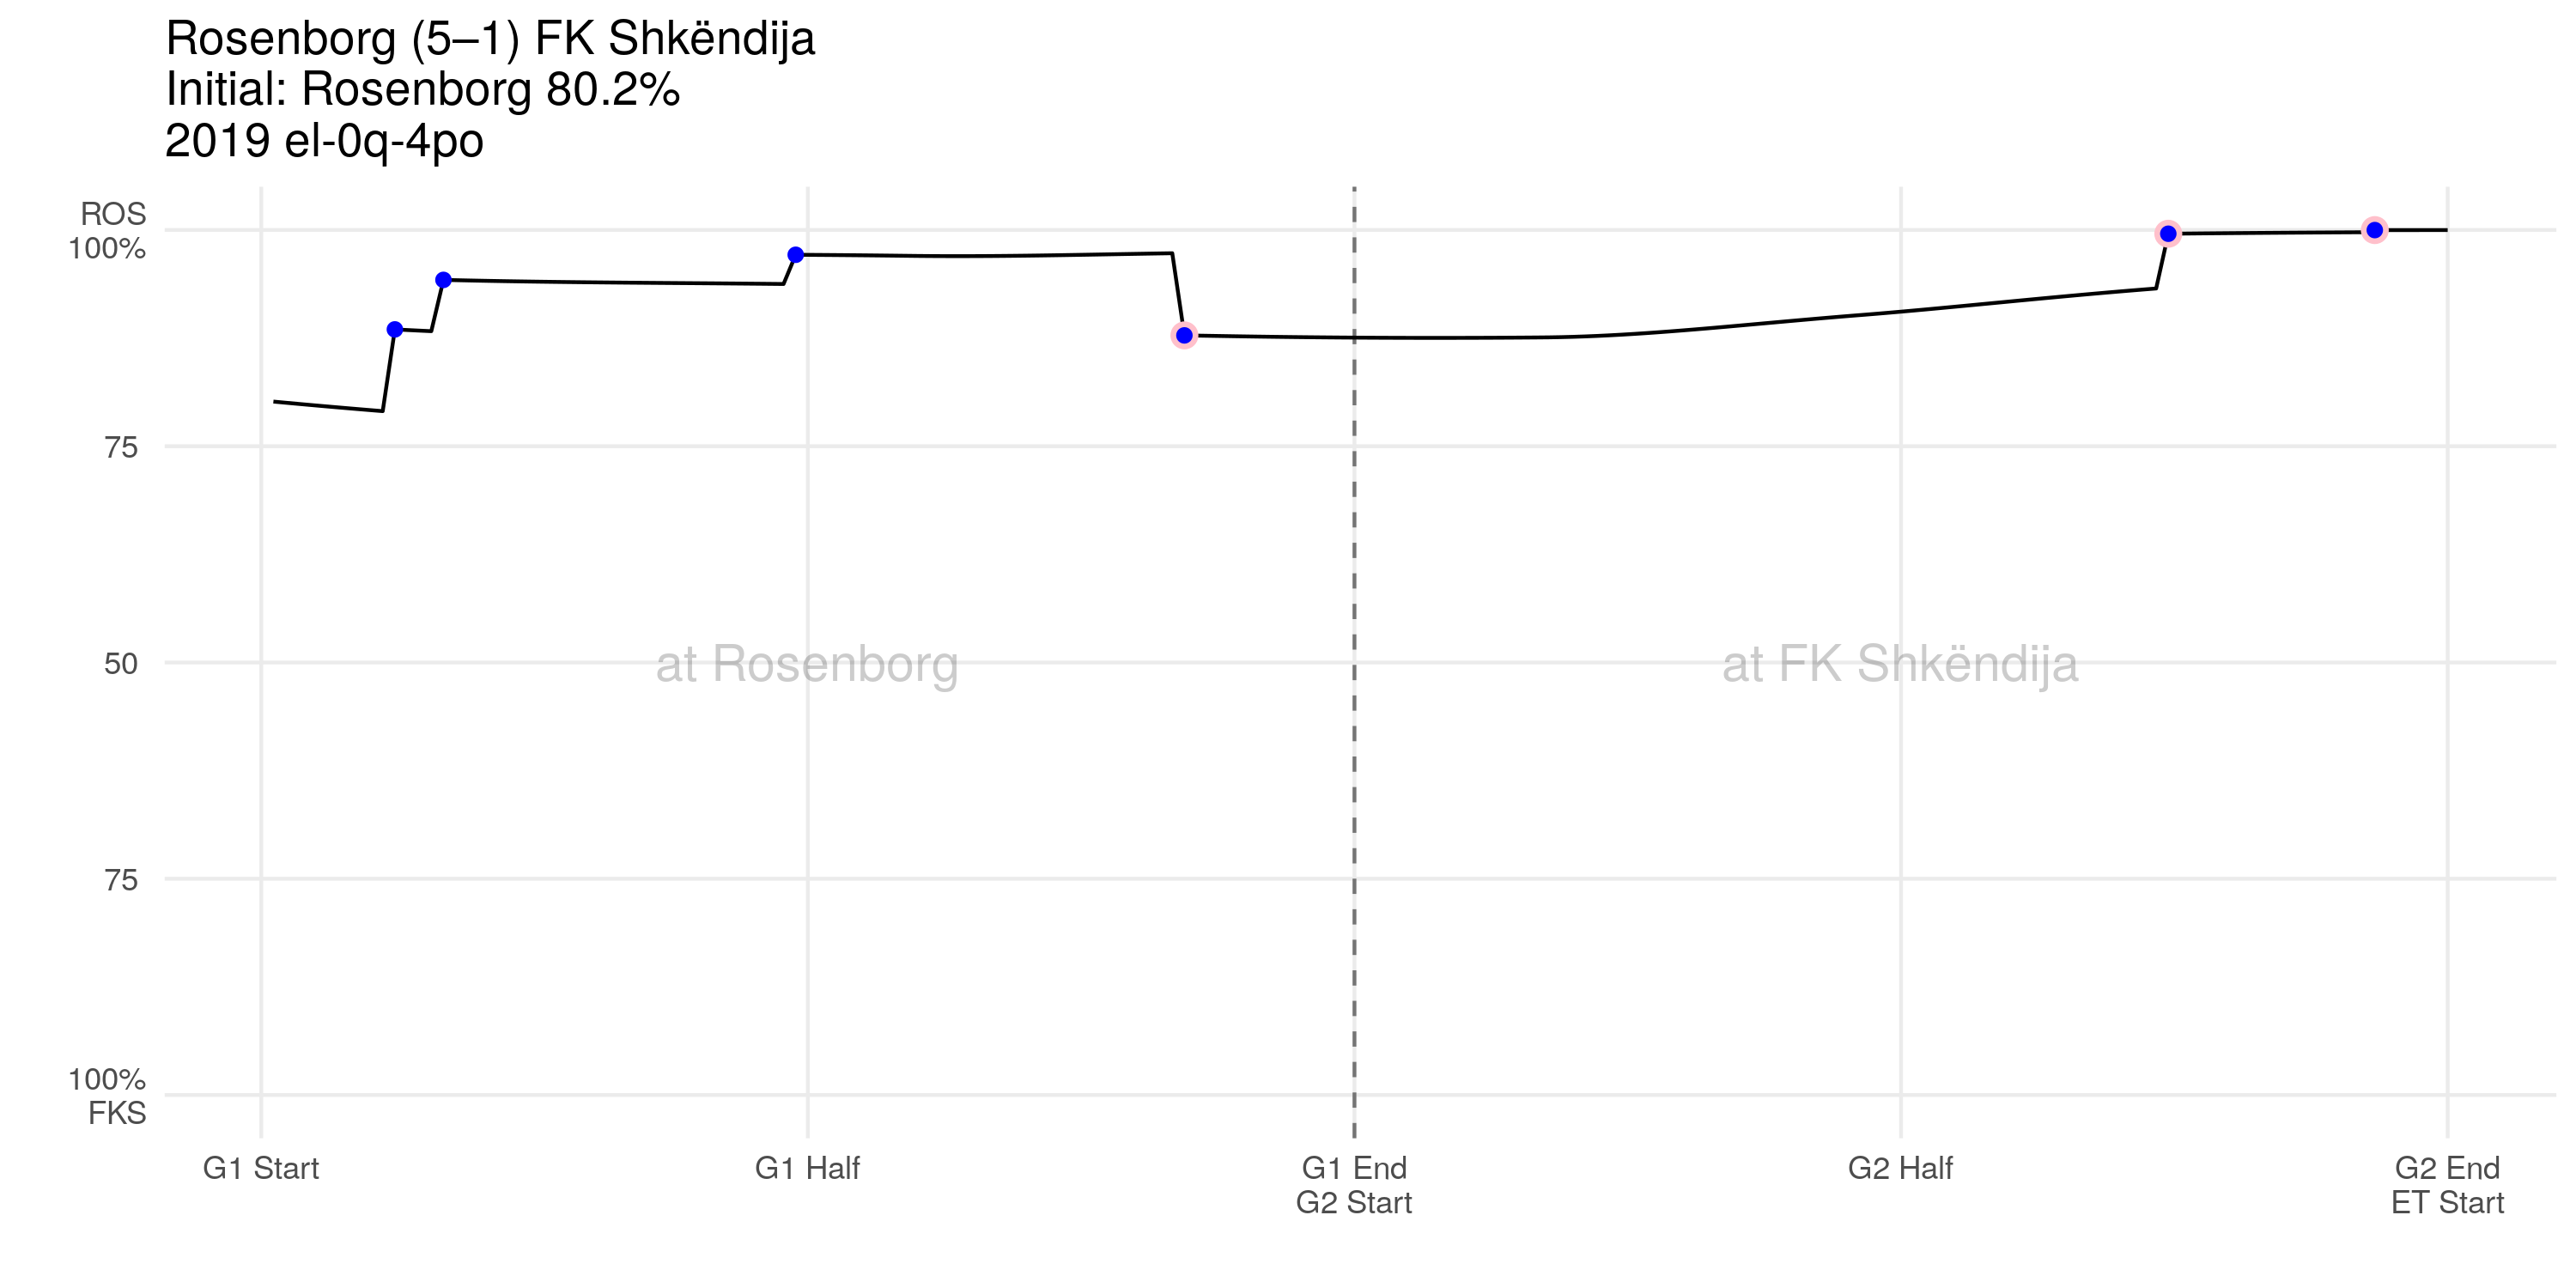 Rosenborg (5–1) FK Shkëndija
Initial: Rosenborg 80.2%
2019 el-0q-4po
ROS
100%
75
50
75
100%
FKS
at Rosenborg
at FK Shkëndija
G1 Start
G1 Half
G1 End
G2 Start
G2 Half
G2 End
ET Start